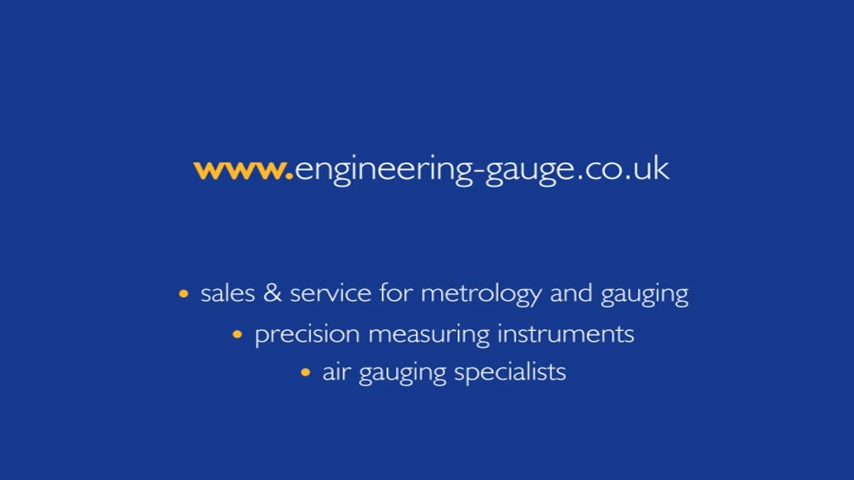 www.engineering-gauge.co.uk
• sales & service for metrology and gauging
• precision measuring instruments
• air gauging specialists